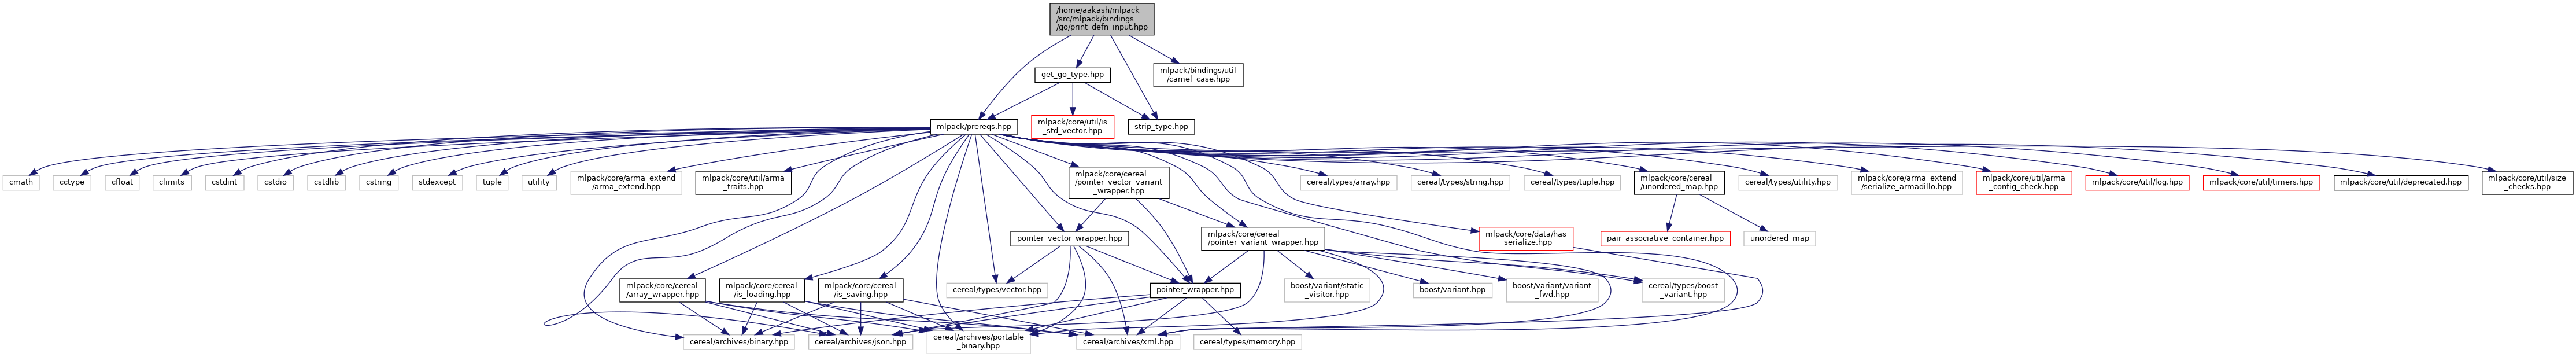 /home/aakash/mlpack
/src/mlpack/bindings
/go/print_defn_input.hpp
get_go_type.hpp
mlpack/bindings/util
/camel_case.hpp
mlpack/prereqs.hpp
mlpack/core/util/is
_std_vector.hpp
strip_type.hpp
cmath
cctype
cfloat
climits
cstdint
cstdio
cstdlib
cstring
stdexcept
tuple
utility
mlpack/core/arma_extend
/arma_extend.hpp
mlpack/core/util/arma
_traits.hpp
mlpack/core/cereal
/pointer_vector_variant
_wrapper.hpp
cereal/types/array.hpp
cereal/types/string.hpp
cereal/types/tuple.hpp
mlpack/core/cereal
/unordered_map.hpp
cereal/types/utility.hpp
mlpack/core/arma_extend
/serialize_armadillo.hpp
mlpack/core/util/arma
_config_check.hpp
mlpack/core/util/log.hpp
mlpack/core/util/timers.hpp
mlpack/core/util/deprecated.hpp
mlpack/core/util/size
_checks.hpp
pointer_vector_wrapper.hpp
mlpack/core/cereal
/pointer_variant_wrapper.hpp
mlpack/core/data/has
_serialize.hpp
pair_associative_container.hpp
unordered_map
mlpack/core/cereal
/array_wrapper.hpp
mlpack/core/cereal
/is_loading.hpp
mlpack/core/cereal
/is_saving.hpp
cereal/types/vector.hpp
pointer_wrapper.hpp
boost/variant/static
_visitor.hpp
boost/variant.hpp
boost/variant/variant
_fwd.hpp
cereal/types/boost
_variant.hpp
cereal/archives/binary.hpp
cereal/archives/json.hpp
cereal/archives/portable
_binary.hpp
cereal/archives/xml.hpp
cereal/types/memory.hpp